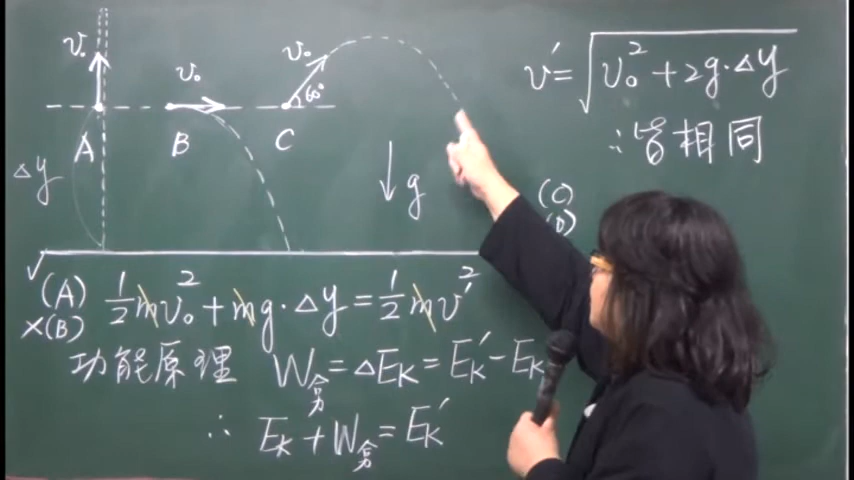 v₀ v₀ v₀ 60°
A B C
Δy
g
v' = √(v₀² + 2g·Δy)
∴ 皆相同
(C)
(D)
√(A) ½mv₀² + mg·Δy = ½mv'²
×(B)
功能原理 W合 = ΔEK = EK' − EK
∴ EK + W合 = EK'